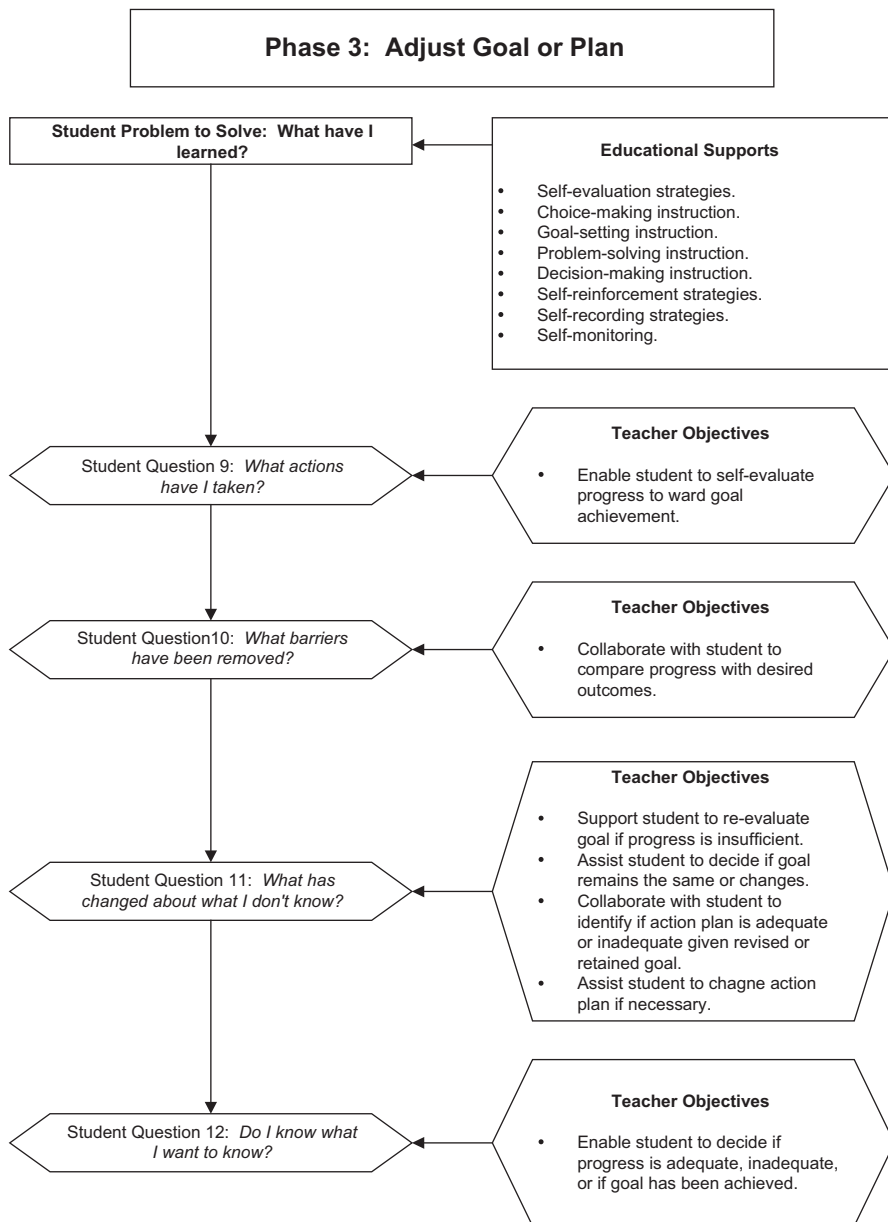 Phase 3: Adjust Goal or Plan
Student Problem to Solve: What have I
learned?
Educational Supports
• Self-evaluation strategies.
• Choice-making instruction.
• Goal-setting instruction.
• Problem-solving instruction.
• Decision-making instruction.
• Self-reinforcement strategies.
• Self-recording strategies.
• Self-monitoring.
Student Question 9: What actions
have I taken?
Teacher Objectives
• Enable student to self-evaluate
progress to ward goal
achievement.
Student Question10: What barriers
have been removed?
Teacher Objectives
• Collaborate with student to
compare progress with desired
outcomes.
Student Question 11: What has
changed about what I don't know?
Teacher Objectives
• Support student to re-evaluate
goal if progress is insufficient.
• Assist student to decide if goal
remains the same or changes.
• Collaborate with student to
identify if action plan is adequate
or inadequate given revised or
retained goal.
• Assist student to chagne action
plan if necessary.
Student Question 12: Do I know what
I want to know?
Teacher Objectives
• Enable student to decide if
progress is adequate, inadequate,
or if goal has been achieved.